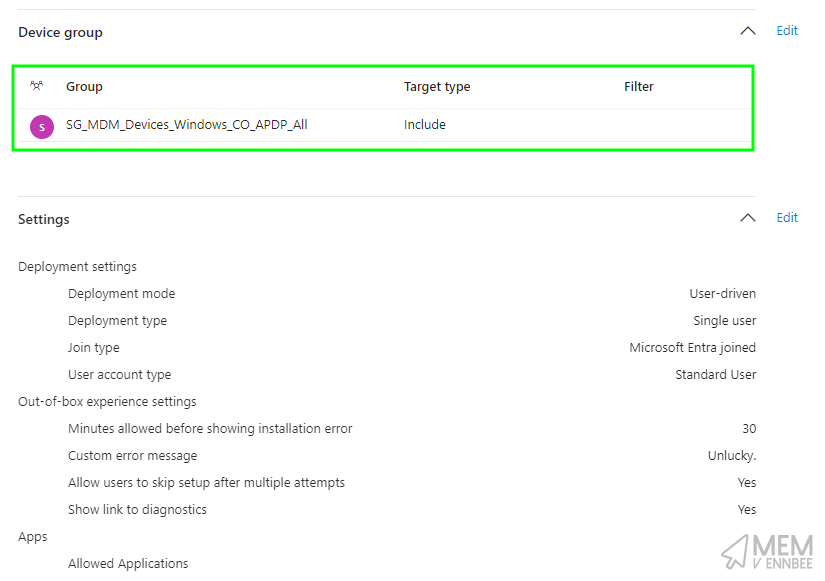 Device group
Edit
Group Target type Filter
S SG_MDM_Devices_Windows_CO_APDP_All Include
Settings
Edit
Deployment settings
Deployment mode User-driven
Deployment type Single user
Join type Microsoft Entra joined
User account type Standard User
Out-of-box experience settings
Minutes allowed before showing installation error 30
Custom error message Unlucky.
Allow users to skip setup after multiple attempts Yes
Show link to diagnostics Yes
Apps
Allowed Applications
MEM
V ENNBEE